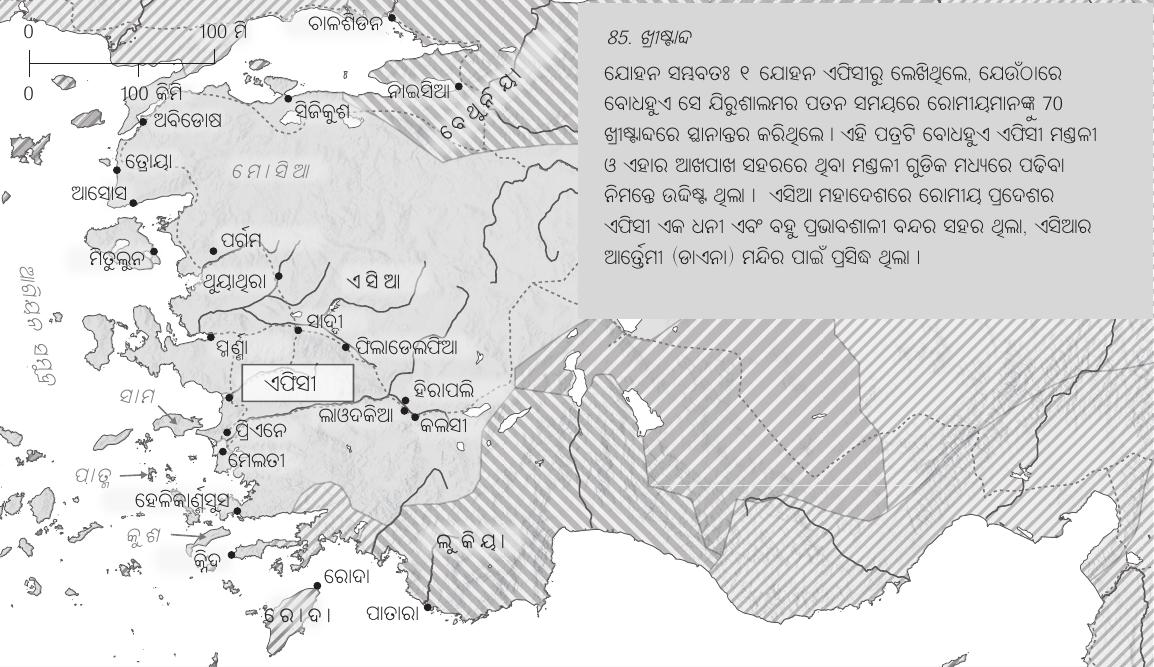 0 100 ମି
0 100 କିମି
ଚାଳଶିଡନ
ନାଇସିଆ
ବେଥୁନିୟା
ସିଜିକୁଶ
ଅବିଡୋଷ
ତ୍ରୋୟା
ମୋସିଆ
ଆସୋସ
ମିତୁଲୁନ
ପର୍ଗମ
ଥୁୟାଥିରା
ଏସିଆ
ସାର୍ଦ୍ଦୀ
ସ୍ମୁର୍ଣ୍ଣା
ଫିଲାଡେଲଫିଆ
ଏଫିସୀ
ହିରାପଲି
ଲାଓଦକିଆ
କଲସୀ
ସାମ
ପ୍ରିଏନେ
ମେଲତୀ
ପାତ୍ମ
ହେଳିକାର୍ଣ୍ଣସୁସ
କୁଶ
କ୍ନିଦ
ଲୁକିୟା
ରୋଦା
ରୋଦା
ପାତାରା
85. ଖ୍ରୀଷ୍ଟାବ୍ଦ
ଯୋହନ ସମ୍ଭବତଃ ୧ ଯୋହନ ଏଫିସୀରୁ ଲେଖିଥିଲେ, ଯେଉଁଠାରେ
ବୋଧହୁଏ ସେ ଯିରୁଶାଲମର ପତନ ସମୟରେ ରୋମୀୟମାନଙ୍କୁ 70
ଖ୍ରୀଷ୍ଟାବ୍ଦରେ ସ୍ଥାନାନ୍ତର କରିଥିଲେ । ଏହି ପତ୍ରଟି ବୋଧହୁଏ ଏଫିସୀ ମଣ୍ଡଳୀ
ଓ ଏହାର ଆଖପାଖ ସହରରେ ଥିବା ମଣ୍ଡଳୀ ଗୁଡିକ ମଧ୍ୟରେ ପଢିବା
ନିମନ୍ତେ ଉଦ୍ଦିଷ୍ଟ ଥିଲା । ଏସିଆ ମହାଦେଶରେ ରୋମୀୟ ପ୍ରଦେଶର
ଏଫିସୀ ଏକ ଧନୀ ଏବଂ ବହୁ ପ୍ରଭାବଶାଳୀ ବନ୍ଦର ସହର ଥିଲା, ଏସିଆର
ଆର୍ତ୍ତେମୀ (ଡାଏନା) ମନ୍ଦିର ପାଇଁ ପ୍ରସିଦ୍ଧ ଥିଲା ।